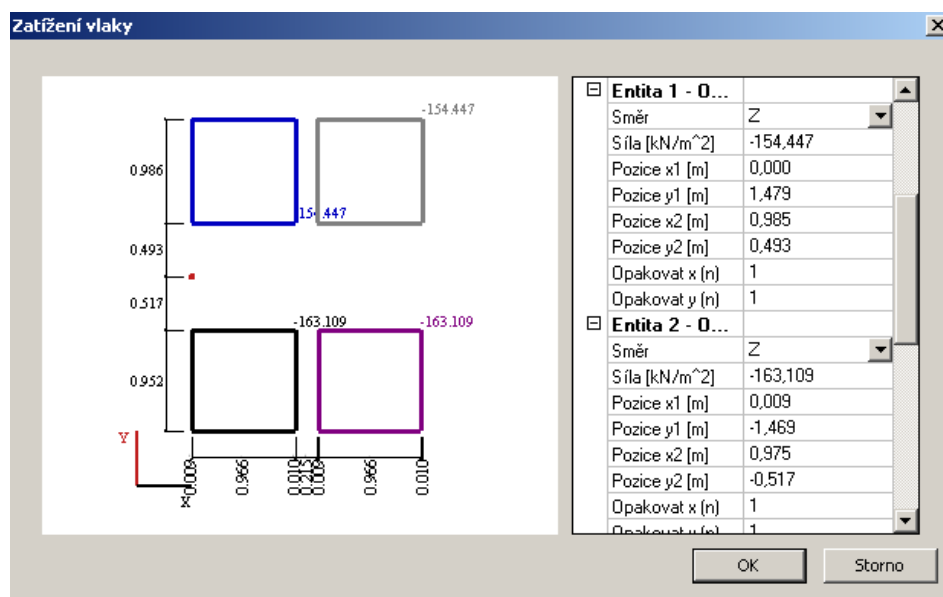 Zatížení vlaky
-154.447
0.986
154.447
0.493
0.517
-163.109
-163.109
0.952
Y
X
0.009
0.966
0.010
0.215
0.009
0.966
0.010
Entita 1 - O...
Směr Z
Síla [kN/m^2] -154,447
Pozice x1 [m] 0,000
Pozice y1 [m] 1,479
Pozice x2 [m] 0,985
Pozice y2 [m] 0,493
Opakovat x (n) 1
Opakovat y (n) 1
Entita 2 - O...
Směr Z
Síla [kN/m^2] -163,109
Pozice x1 [m] 0,009
Pozice y1 [m] -1,469
Pozice x2 [m] 0,975
Pozice y2 [m] -0,517
Opakovat x (n) 1
Opakovat y (n) 1
OK
Storno